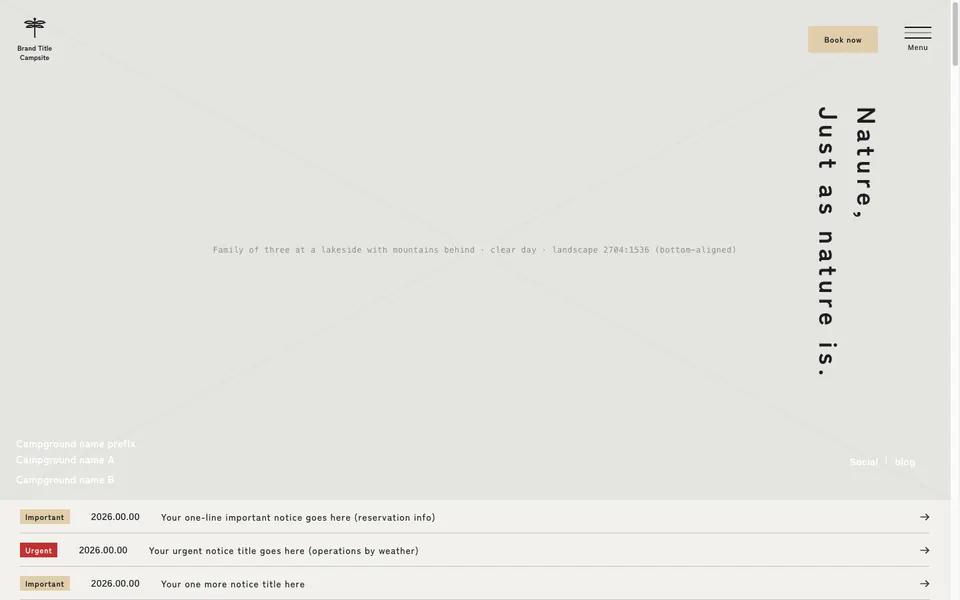 Brand Title
Campsite
Book now
Menu
Nature,
Just as nature is.
Family of three at a lakeside with mountains behind · clear day · landscape 2704:1536 (bottom-aligned)
Campground name prefix
Campground name A
Campground name B
Social
blog
Important 2026.00.00 Your one-line important notice goes here (reservation info) →
Urgent 2026.00.00 Your urgent notice title goes here (operations by weather) →
Important 2026.00.00 Your one more notice title here →